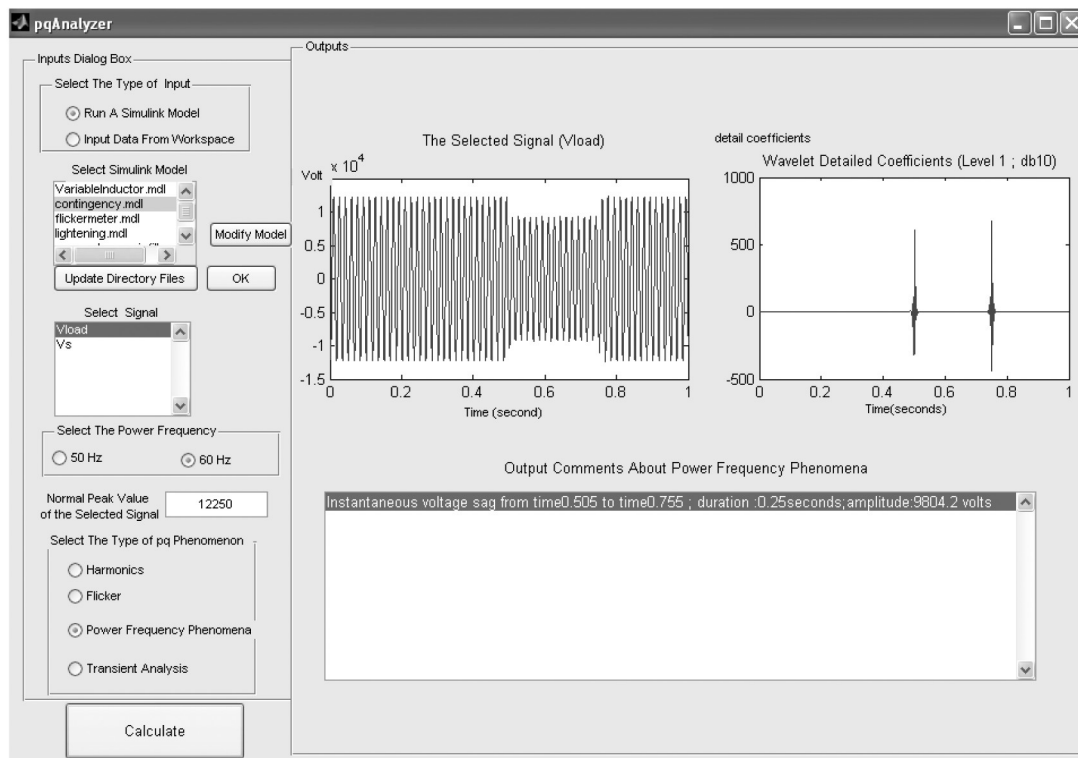 pqAnalyzer
Inputs Dialog Box
Select The Type of Input
Run A Simulink Model
Input Data From Workspace
Select Simulink Model
VariableInductor.mdl
contingency.mdl
flickermeter.mdl
lightening.mdl
Modify Model
Update Directory Files
OK
Select Signal
Vload
Vs
Select The Power Frequency
50 Hz
60 Hz
Normal Peak Value
of the Selected Signal
12250
Select The Type of pq Phenomenon
Harmonics
Flicker
Power Frequency Phenomena
Transient Analysis
Calculate
Outputs
The Selected Signal (Vload)
Volt
x 10^4
1
0.5
0
-0.5
-1
-1.5
0 0.2 0.4 0.6 0.8 1
Time (second)
detail coefficients
Wavelet Detailed Coefficients (Level 1 ; db10)
1000
500
0
-500
0 0.2 0.4 0.6 0.8 1
Time(seconds)
Output Comments About Power Frequency Phenomena
Instantaneous voltage sag from time0.505 to time0.755 ; duration :0.25seconds;amplitude:9804.2 volts